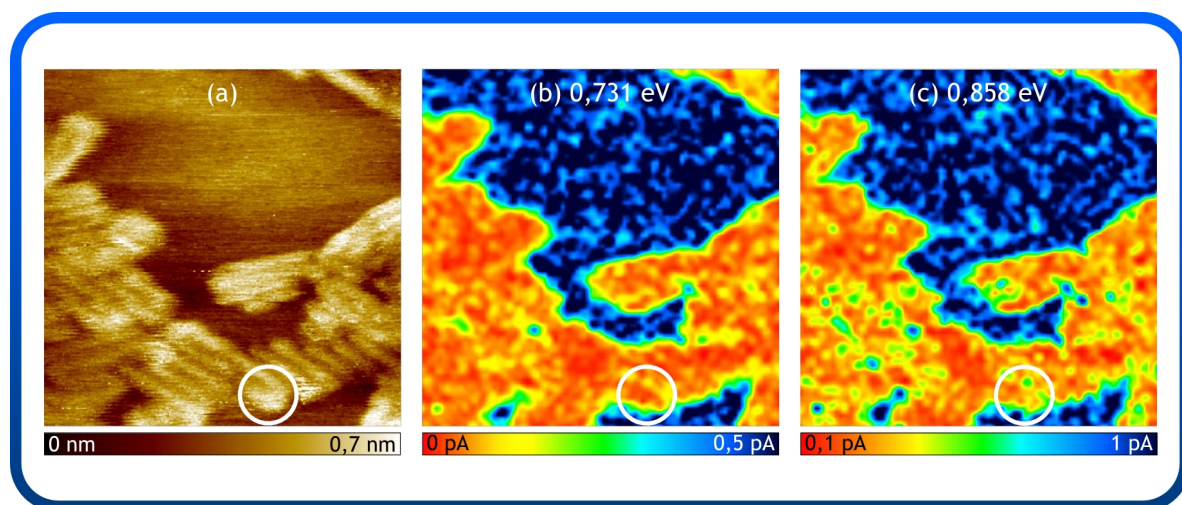 (a)
(b) 0,731 eV
(c) 0,858 eV
0 nm
0,7 nm
0 pA
0,5 pA
0,1 pA
1 pA